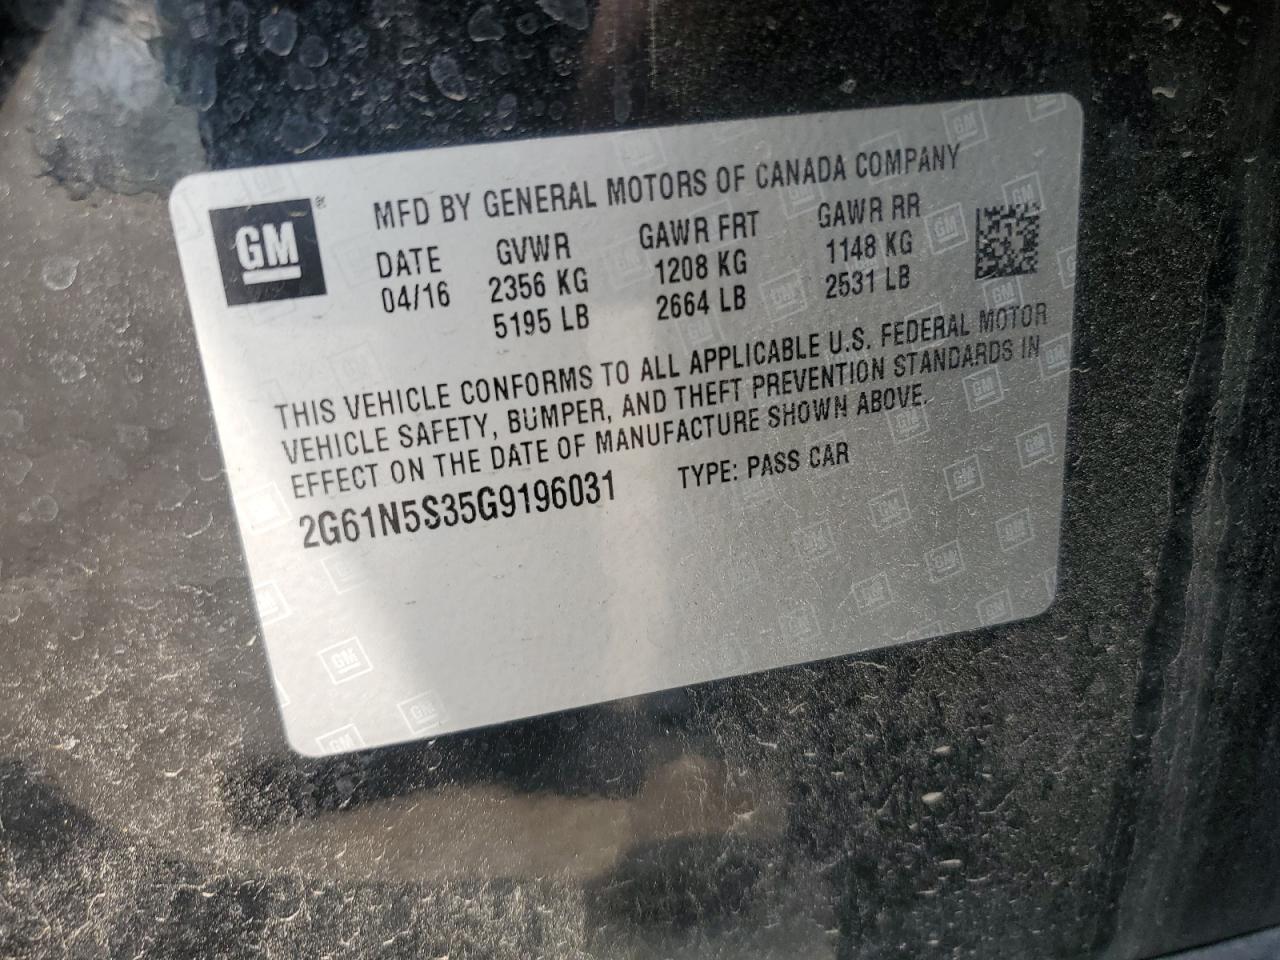 GM
MFD BY GENERAL MOTORS OF CANADA COMPANY
DATE GVWR GAWR FRT GAWR RR
04/16 2356 KG 1208 KG 1148 KG
5195 LB 2664 LB 2531 LB
THIS VEHICLE CONFORMS TO ALL APPLICABLE U.S. FEDERAL MOTOR
VEHICLE SAFETY, BUMPER, AND THEFT PREVENTION STANDARDS IN
EFFECT ON THE DATE OF MANUFACTURE SHOWN ABOVE.
2G61N5S35G9196031 TYPE: PASS CAR